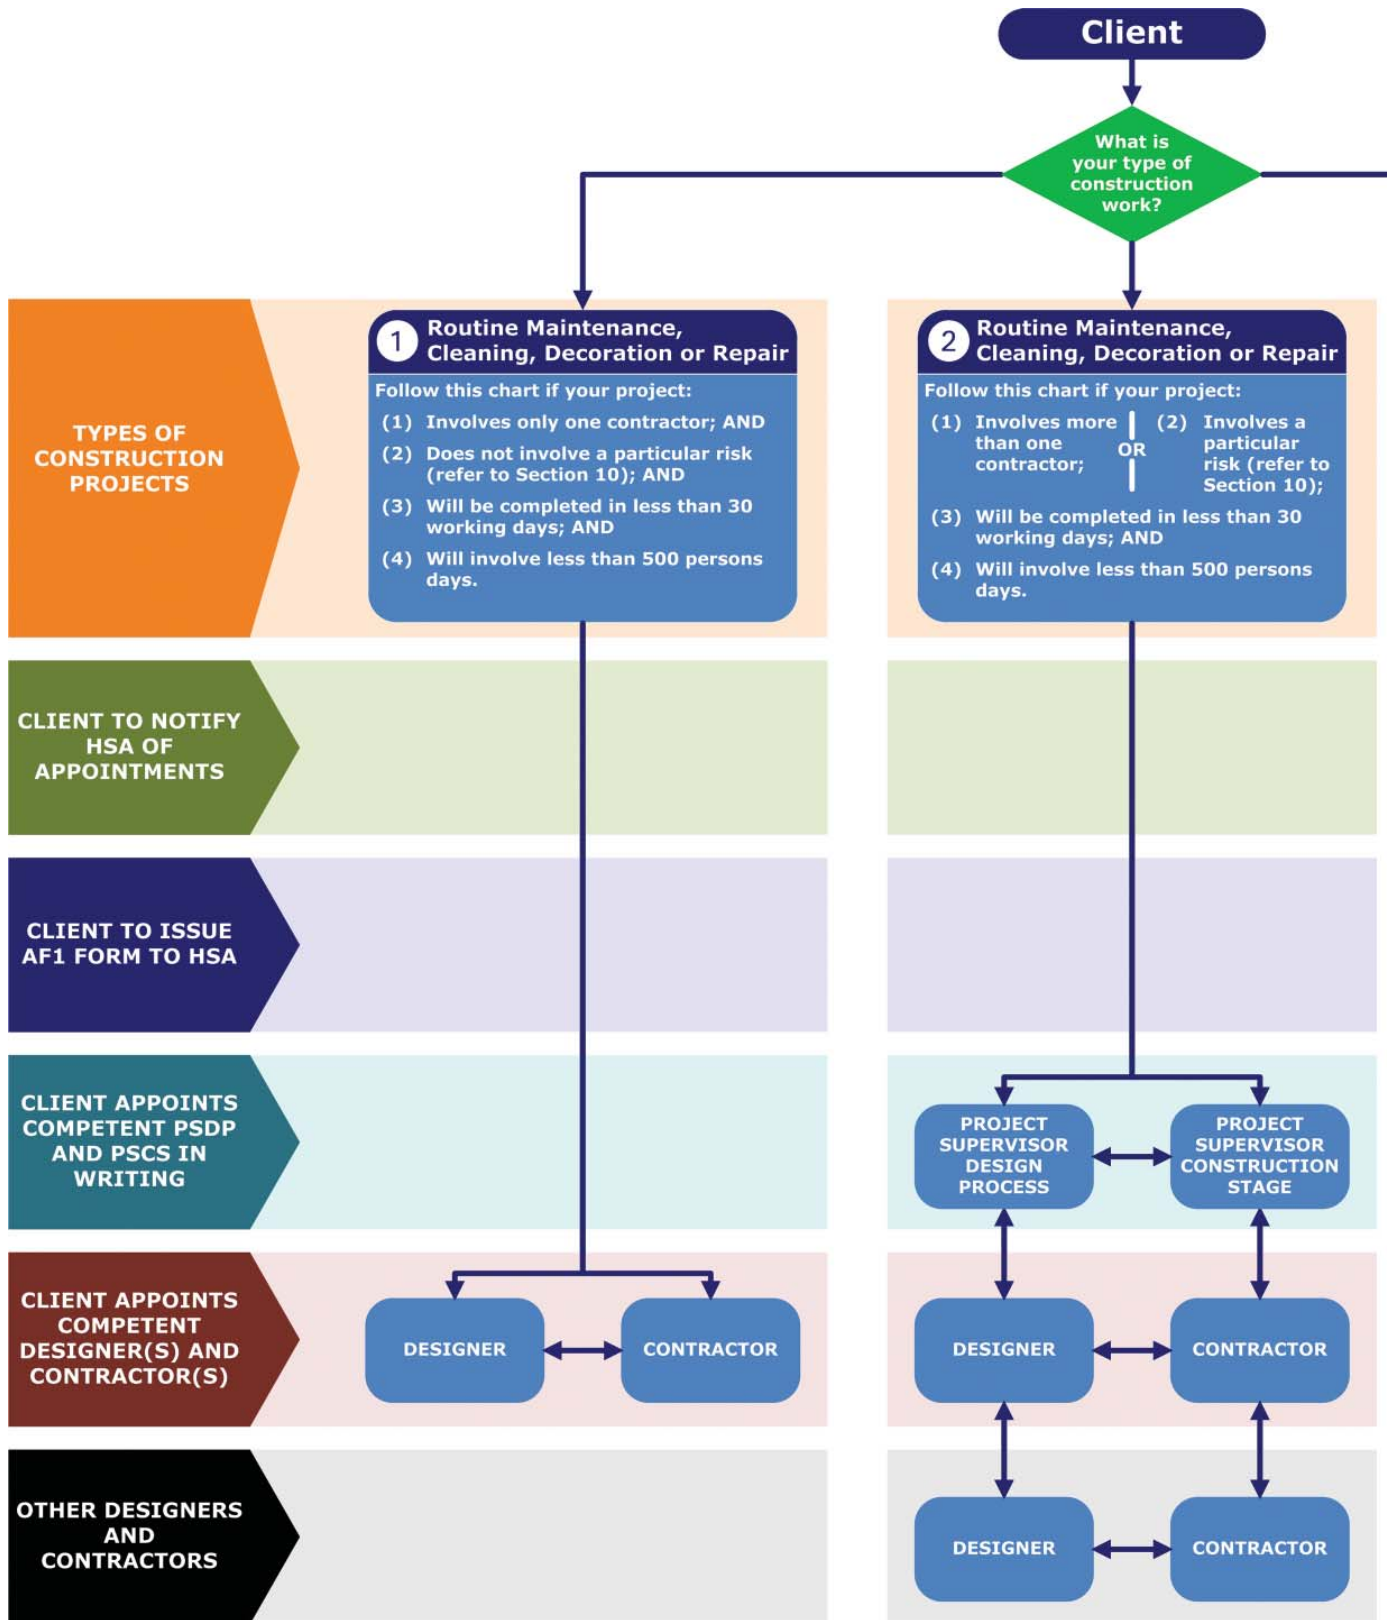 Client
What is
your type of
construction
work?
TYPES OF
CONSTRUCTION
PROJECTS
1
Routine Maintenance,
Cleaning, Decoration or Repair
Follow this chart if your project:
(1) Involves only one contractor; AND
(2) Does not involve a particular risk
(refer to Section 10); AND
(3) Will be completed in less than 30
working days; AND
(4) Will involve less than 500 persons
days.
2
Routine Maintenance,
Cleaning, Decoration or Repair
Follow this chart if your project:
(1) Involves more
than one
contractor;
OR
(2) Involves a
particular
risk (refer to
Section 10);
(3) Will be completed in less than 30
working days; AND
(4) Will involve less than 500 persons
days.
CLIENT TO NOTIFY
HSA OF
APPOINTMENTS
CLIENT TO ISSUE
AF1 FORM TO HSA
CLIENT APPOINTS
COMPETENT PSDP
AND PSCS IN
WRITING
PROJECT
SUPERVISOR
DESIGN
PROCESS
PROJECT
SUPERVISOR
CONSTRUCTION
STAGE
CLIENT APPOINTS
COMPETENT
DESIGNER(S) AND
CONTRACTOR(S)
DESIGNER
CONTRACTOR
DESIGNER
CONTRACTOR
OTHER DESIGNERS
AND
CONTRACTORS
DESIGNER
CONTRACTOR